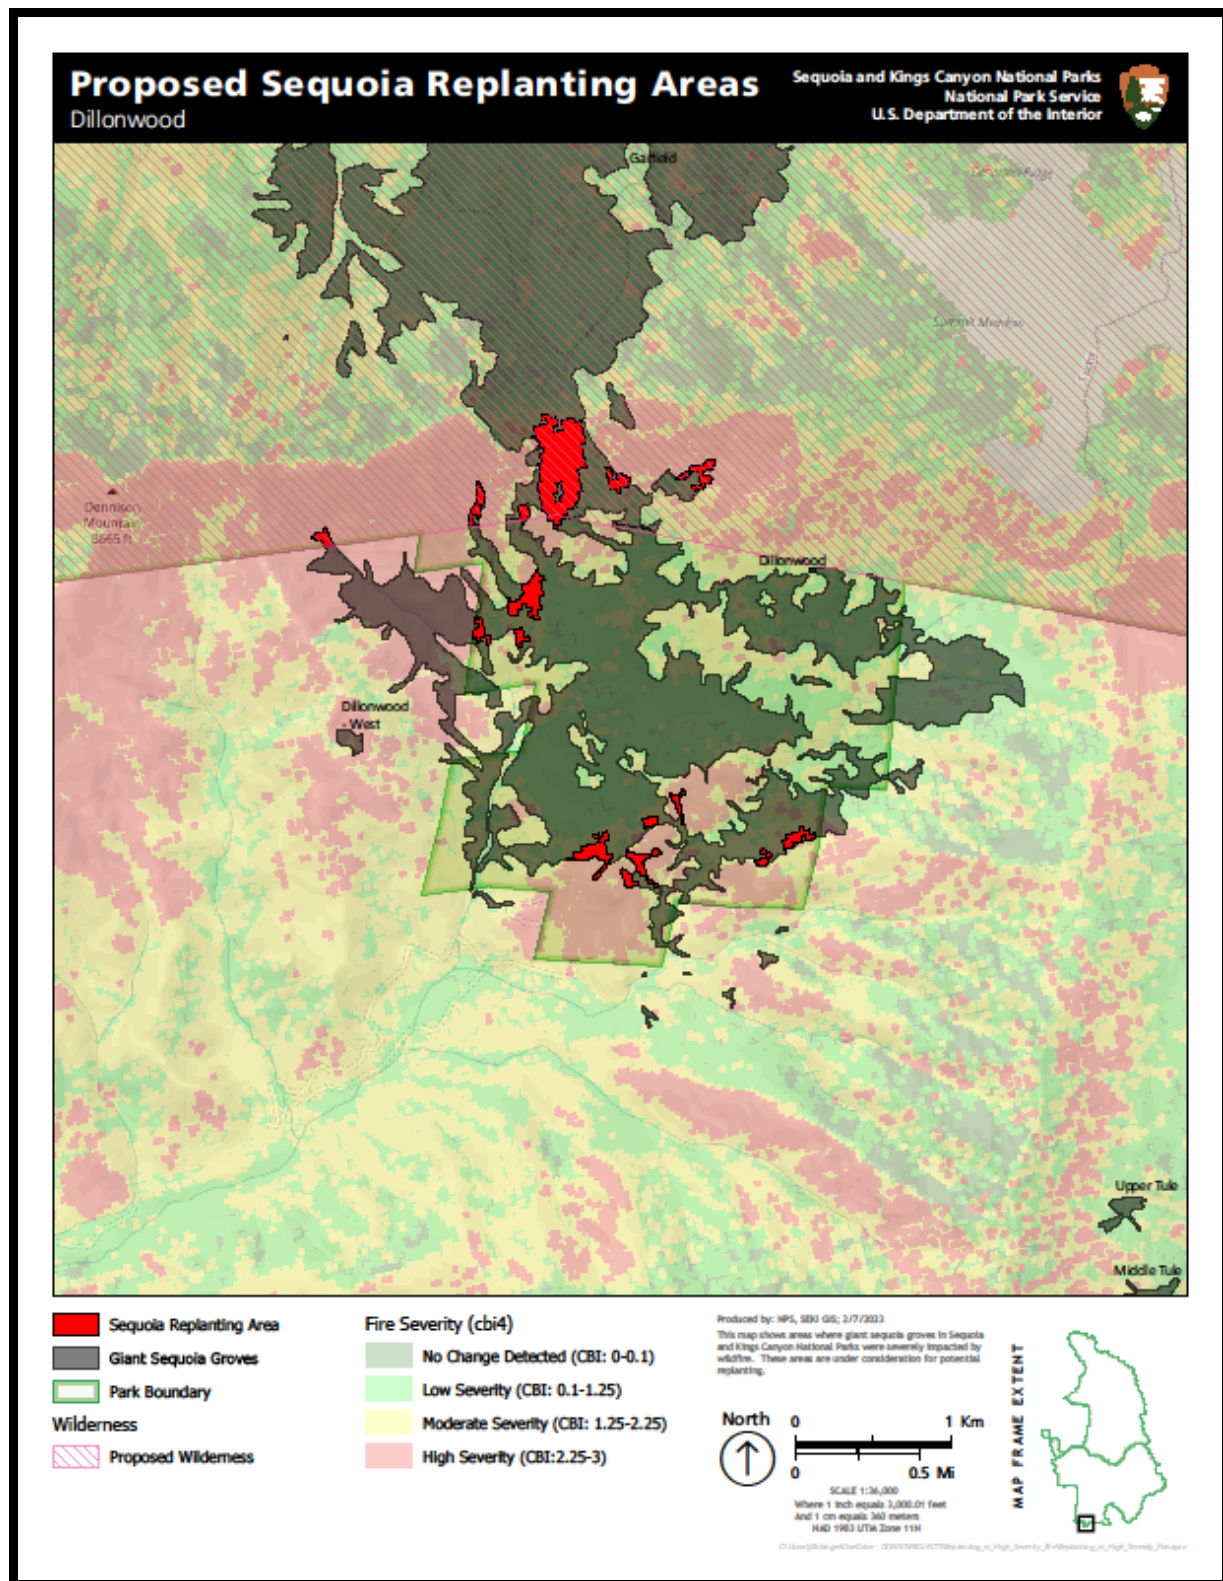 Proposed Sequoia Replanting Areas
Dillonwood
Sequoia and Kings Canyon National Parks
National Park Service
U.S. Department of the Interior
Garfield
Dennison Ridge
Summit Meadow
Dennison
Mountain
8665 ft
Dillonwood
Dillonwood
- West
Upper Tule
Middle Tule
Sequoia Replanting Area
Giant Sequoia Groves
Park Boundary
Wilderness
Proposed Wilderness
Fire Severity (cbi4)
No Change Detected (CBI: 0-0.1)
Low Severity (CBI: 0.1-1.25)
Moderate Severity (CBI: 1.25-2.25)
High Severity (CBI:2.25-3)
Produced by: NPS, SEKI GIS; 2/7/2023
This map shows areas where giant sequoia groves in Sequoia
and Kings Canyon National Parks were severely impacted by
wildfire. These areas are under consideration for potential
replanting.
North
0 1 Km
0 0.5 Mi
SCALE 1:36,000
Where 1 inch equals 3,000.01 feet
And 1 cm equals 360 meters
NAD 1983 UTM Zone 11N
MAP FRAME EXTENT